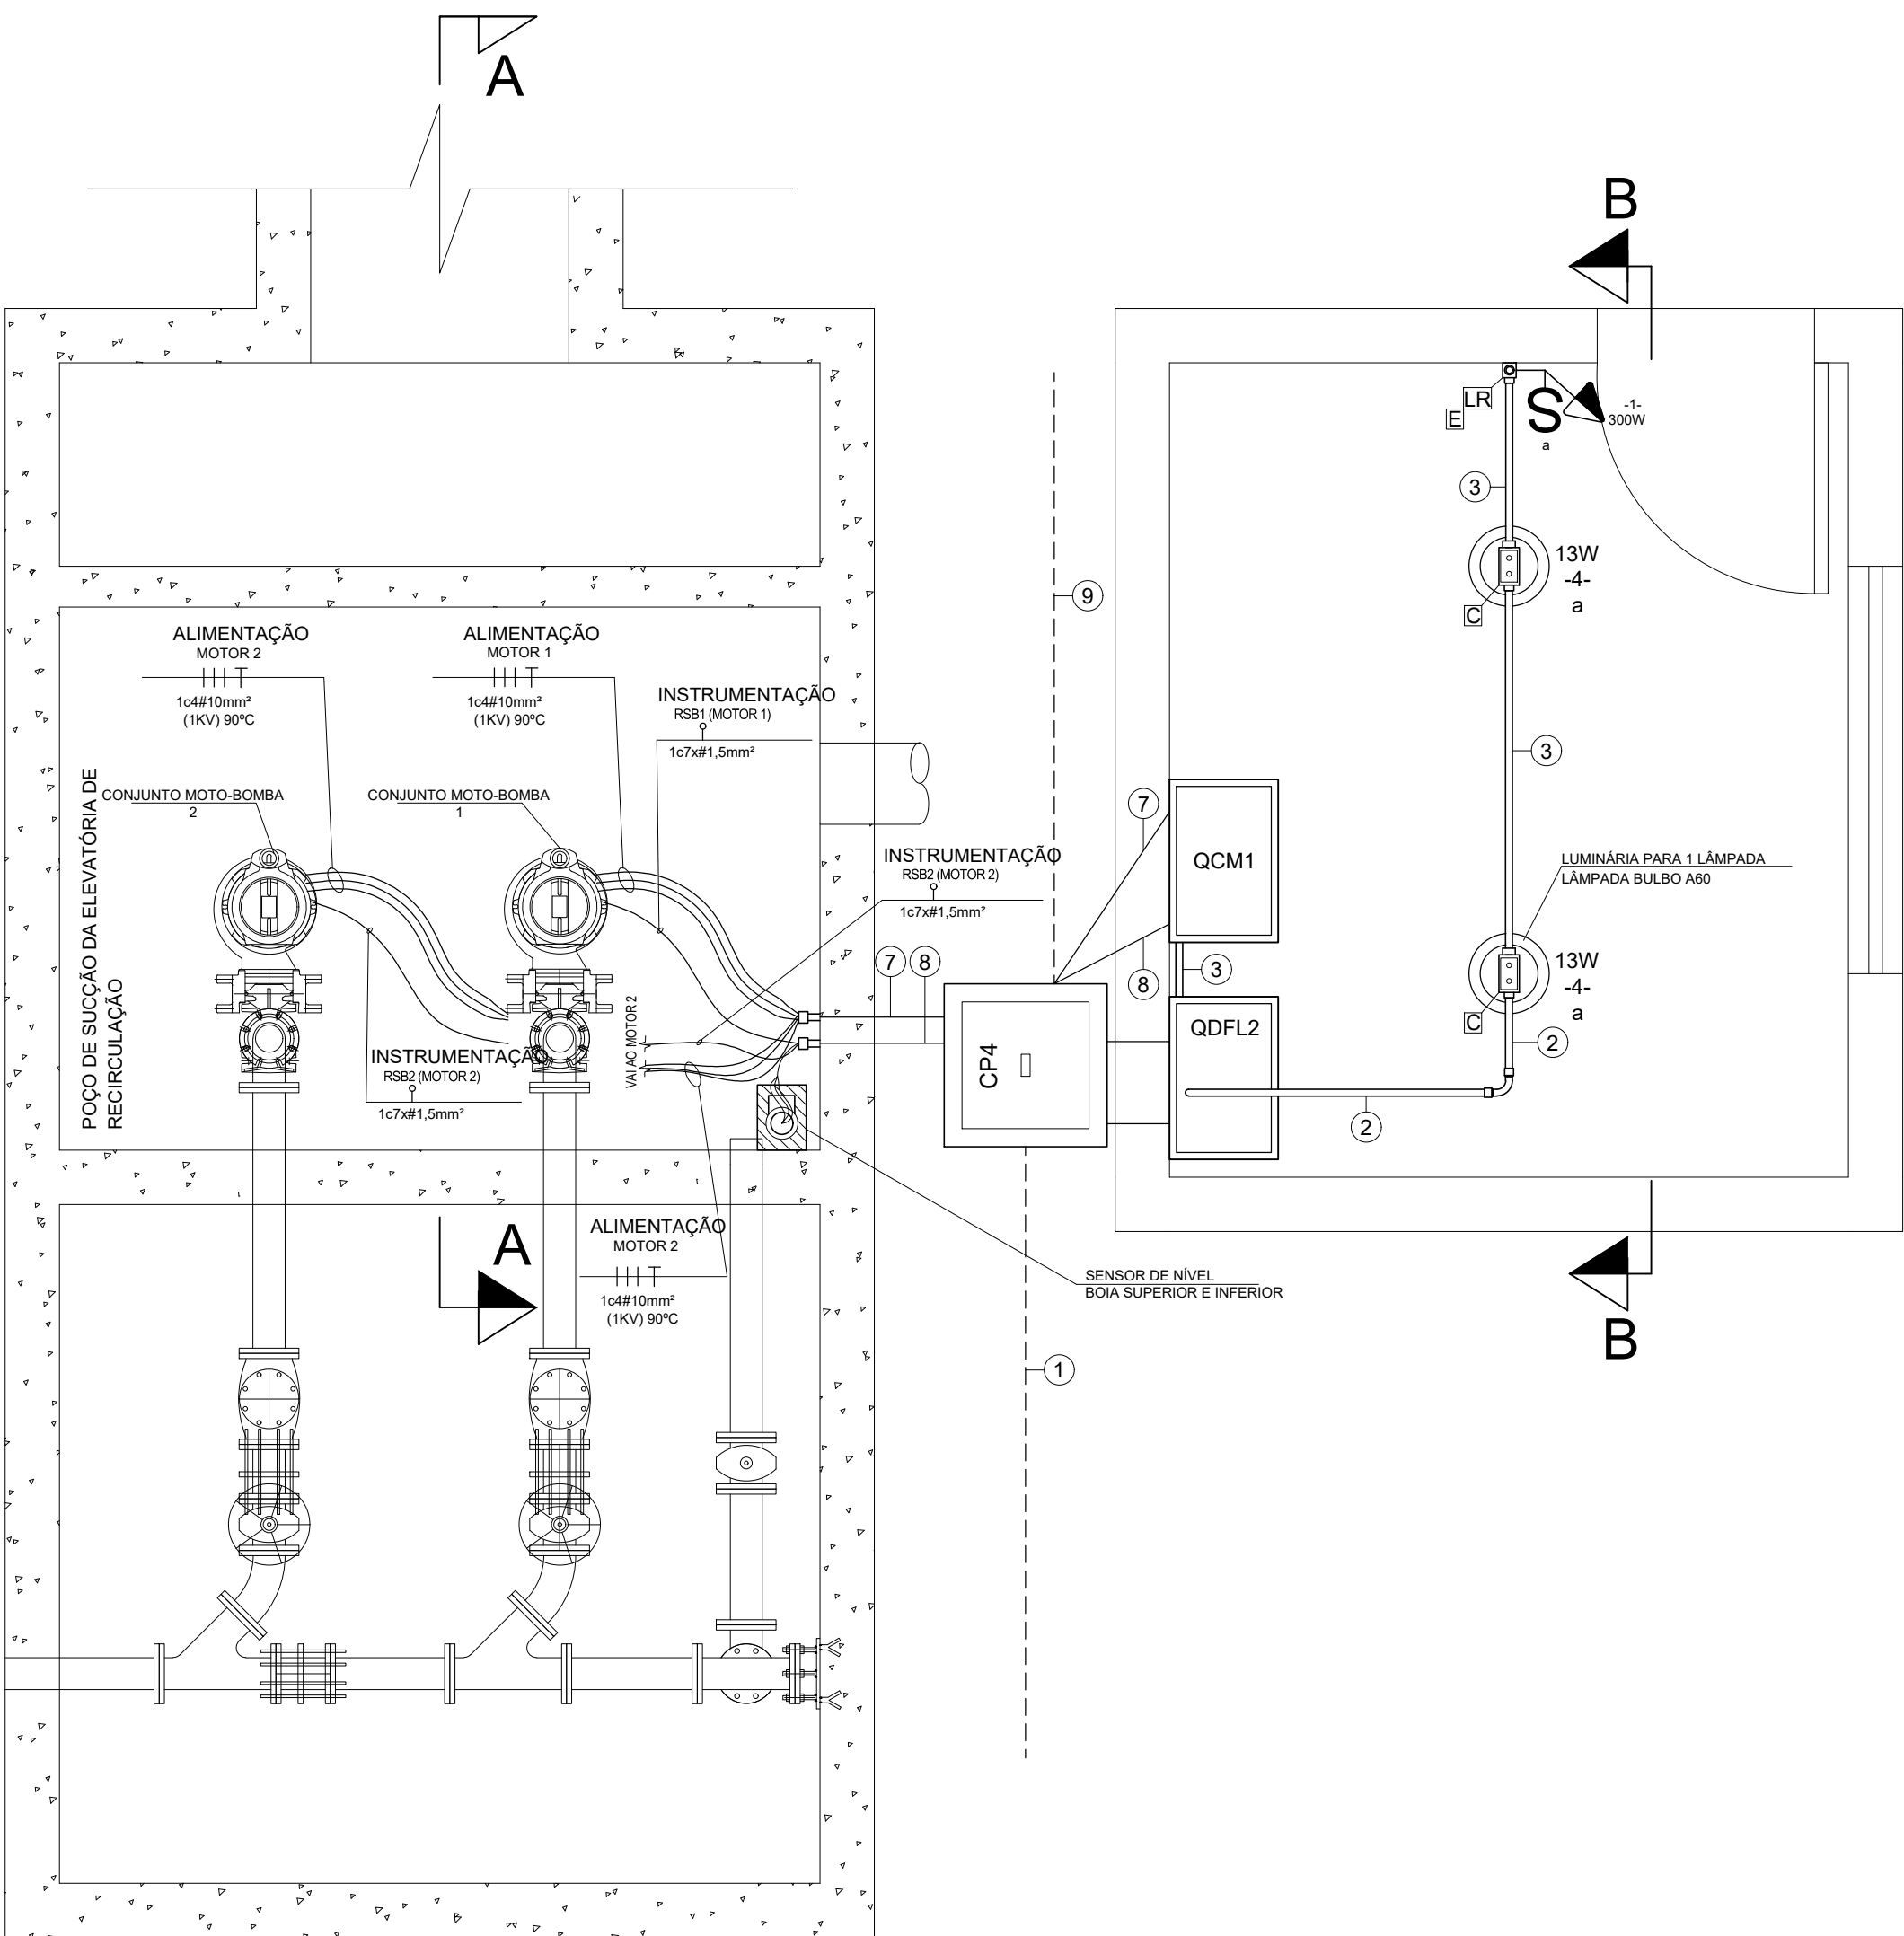 A
B
LR
E
S
a
-1-
300W
3
13W
-4-
a
C
9
ALIMENTAÇÃO
MOTOR 2
1c4#10mm²
(1KV) 90ºC
ALIMENTAÇÃO
MOTOR 1
1c4#10mm²
(1KV) 90ºC
INSTRUMENTAÇÃO
RSB1 (MOTOR 1)
1c7x#1,5mm²
3
POÇO DE SUCÇÃO DA ELEVATÓRIA DE
RECIRCULAÇÃO
CONJUNTO MOTO-BOMBA
2
CONJUNTO MOTO-BOMBA
1
7
QCM1
INSTRUMENTAÇÃO
RSB2 (MOTOR 2)
1c7x#1,5mm²
LUMINÁRIA PARA 1 LÂMPADA
LÂMPADA BULBO A60
7
8
8
3
13W
-4-
a
C
2
VAI AO MOTOR 2
CP4
QDFL2
2
INSTRUMENTAÇÃO
RSB2 (MOTOR 2)
1c7x#1,5mm²
A
ALIMENTAÇÃO
MOTOR 2
1c4#10mm²
(1KV) 90ºC
SENSOR DE NÍVEL
BOIA SUPERIOR E INFERIOR
B
1